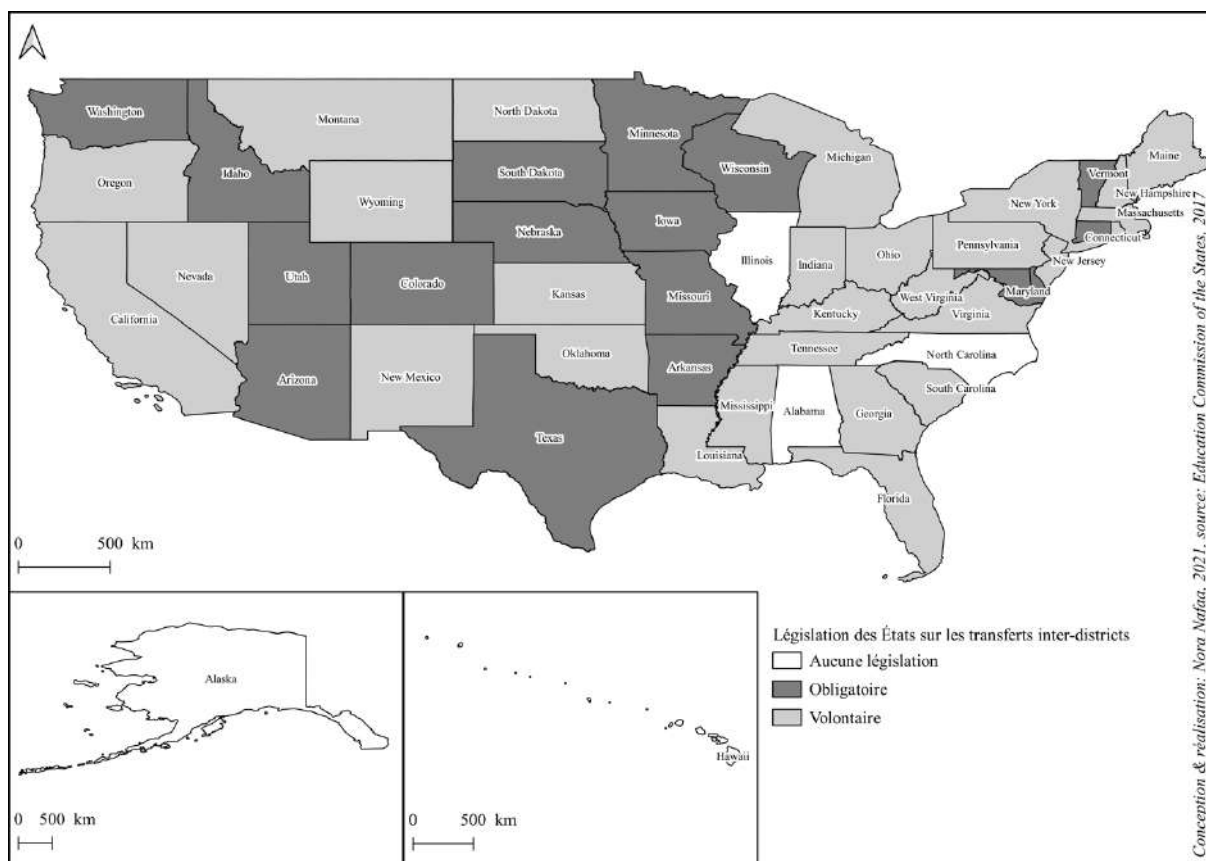 Washington
Montana
North Dakota
Minnesota
Maine
Oregon
Idaho
Wyoming
South Dakota
Wisconsin
Michigan
Vermont
New Hampshire
New York
Massachusetts
Connecticut
Nevada
Utah
Colorado
Nebraska
Iowa
Illinois
Indiana
Ohio
Pennsylvania
New Jersey
California
Kansas
Missouri
Kentucky
West Virginia
Virginia
Maryland
Arizona
New Mexico
Oklahoma
Arkansas
Tennessee
North Carolina
South Carolina
Texas
Louisiana
Mississippi
Alabama
Georgia
Florida
0 500 km
Alaska
0 500 km
Hawaii
0 500 km
Législation des États sur les transferts inter-districts
Aucune législation
Obligatoire
Volontaire
Conception & réalisation: Nora Nafaa, 2021, source: Education Commission of the States, 2017